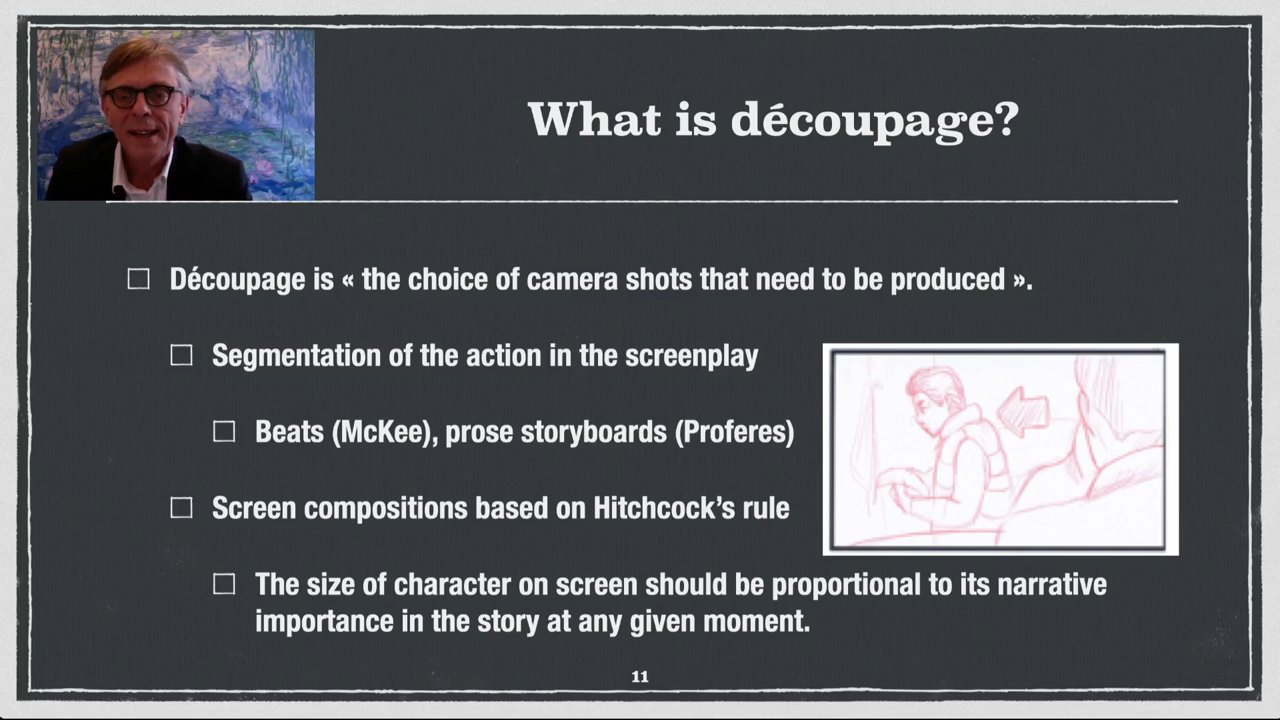 What is découpage?
Découpage is « the choice of camera shots that need to be produced ».
Segmentation of the action in the screenplay
Beats (McKee), prose storyboards (Proferes)
Screen compositions based on Hitchcock’s rule
The size of character on screen should be proportional to its narrative
importance in the story at any given moment.
11